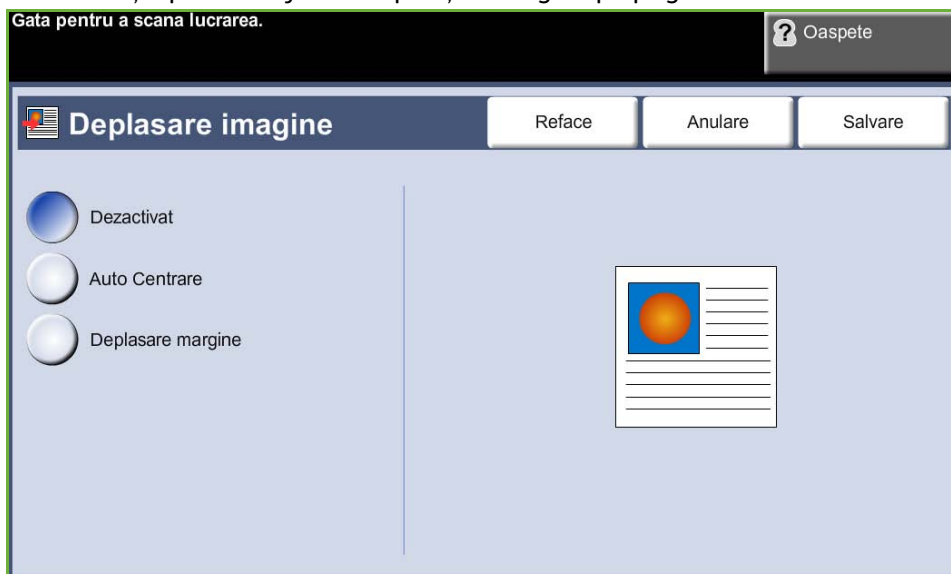 Gata pentru a scana lucrarea.
? Oaspete
Deplasare imagine
Reface
Anulare
Salvare
Dezactivat
Auto Centrare
Deplasare margine